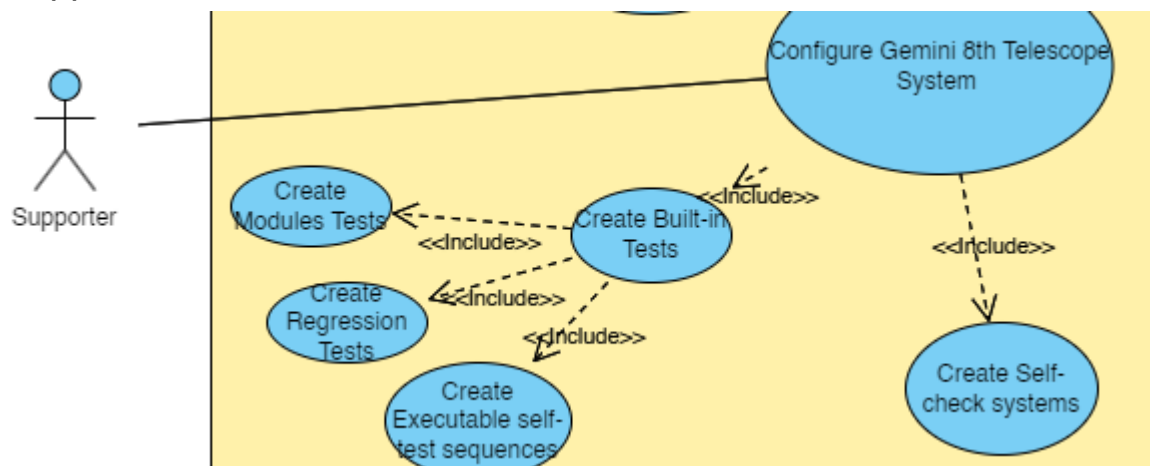 Configure Gemini 8th Telescope
System
Supporter
<<Include>>
Create
Modules Tests
Create Built-in
Tests
<<Include>>
<<Include>>
<<Include>>
Create
Regression
Tests
<<Include>>
Create Self-
check systems
Create
Executable self-
test sequences